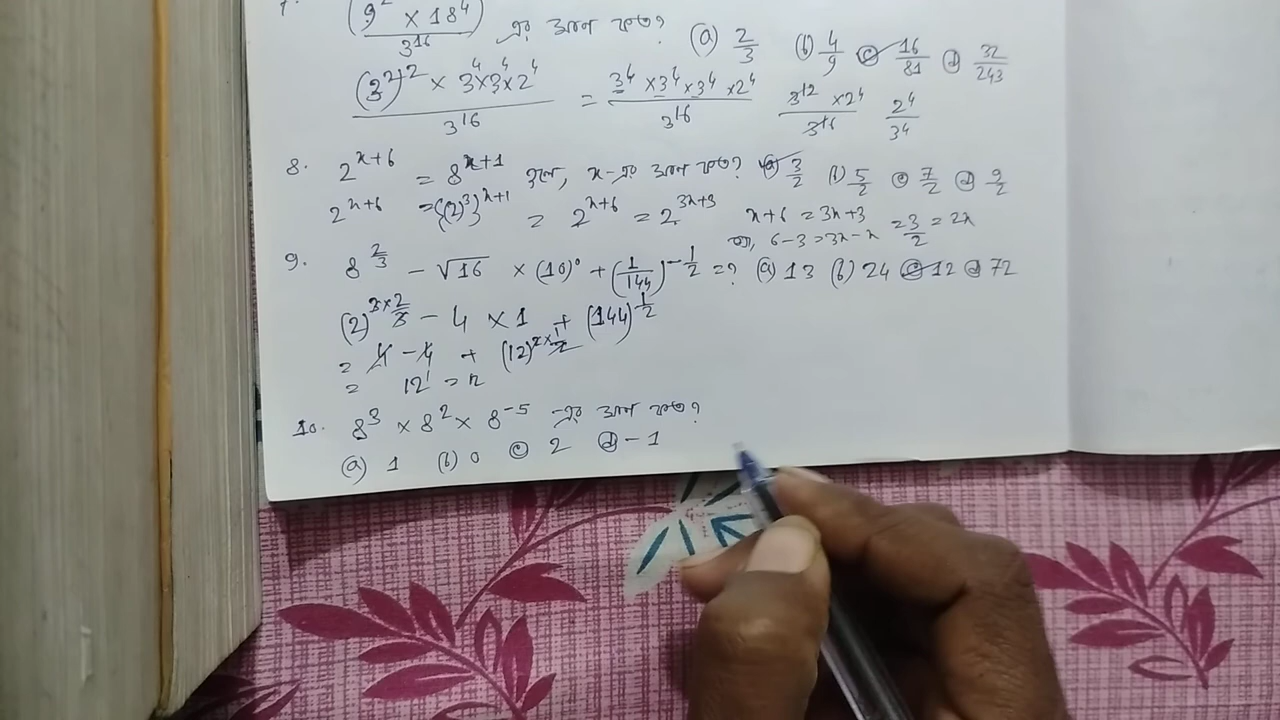 7. (9² × 18⁴)/3¹⁶ এর মান কত? (a) 2/3 (b) 4/9 (c) 16/81 (d) 32/243
(3²)² × 3⁴×3⁴×2⁴/3¹⁶ = 3⁴×3⁴×3⁴×2⁴/3¹⁶ 3¹²×2⁴/3¹⁶ 2⁴/3⁴
8. 2^(x+6) = 8^(x+1) হলে, x-এর মান কত? (a) 3/2 (b) 5/2 (c) 7/2 (d) 9/2
2^(x+6) = {(2)³}^(x+1) = 2^(x+6) = 2^(3x+3) x+6 = 3x+3
বা, 6-3=3x-x = 3/2 = 2x
9. 8^(2/3) - √16 × (10)⁰ + (1/144)^(-1/2) = ? (a) 13 (b) 24 (c) 12 (d) 72
(2)^(3×2/3) - 4 × 1 + (144)^(1/2)
= 4 - 4 + (12)^(2×1/2)
= 12¹ = 12
10. 8³ × 8² × 8⁻⁵ -এর মান কত?
(a) 1 (b) 0 (c) 2 (d) -1